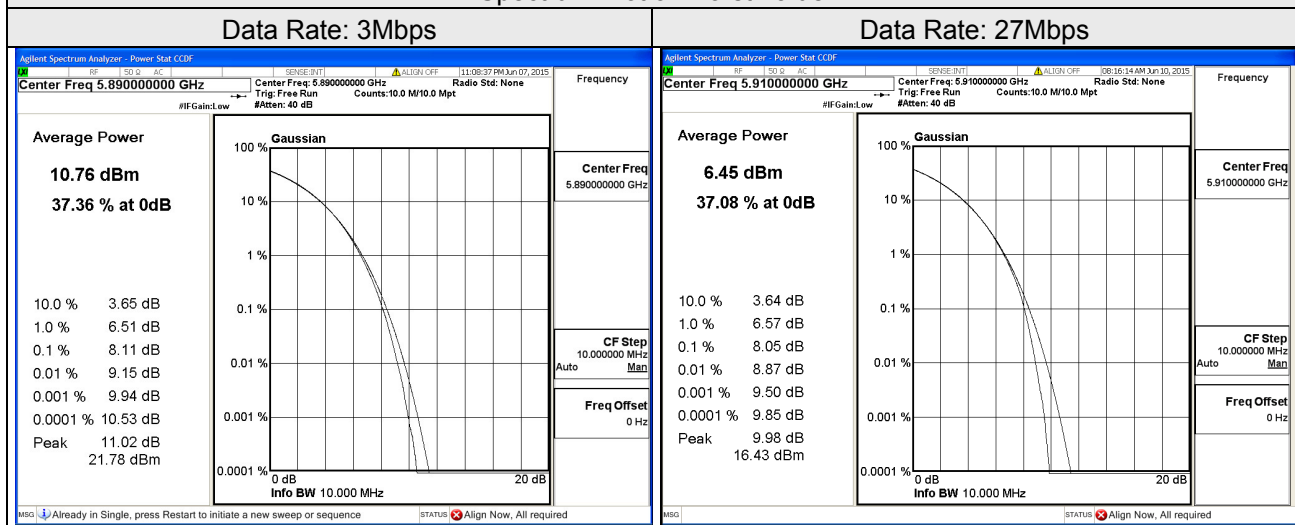 Data Rate: 3Mbps
Data Rate: 27Mbps
Agilent Spectrum Analyzer - Power Stat CCDF
RF 50 Ω AC SENSE:INT ALIGN OFF 11:08:37 PM Jun 07, 2015
Center Freq 5.890000000 GHz
Center Freq: 5.890000000 GHz Radio Std: None
Trig: Free Run Counts:10.0 M/10.0 Mpt
#IFGain:Low #Atten: 40 dB
Frequency
Average Power
10.76 dBm
37.36 % at 0dB
10.0 % 3.65 dB
1.0 % 6.51 dB
0.1 % 8.11 dB
0.01 % 9.15 dB
0.001 % 9.94 dB
0.0001 % 10.53 dB
Peak 11.02 dB
21.78 dBm
Gaussian
100 %
10 %
1 %
0.1 %
0.01 %
0.001 %
0.0001 %
0 dB 20 dB
Info BW 10.000 MHz
Center Freq
5.890000000 GHz
CF Step
10.000000 MHz
Auto Man
Freq Offset
0 Hz
MSG Already in Single, press Restart to initiate a new sweep or sequence STATUS Align Now, All required
Agilent Spectrum Analyzer - Power Stat CCDF
RF 50 Ω AC SENSE:INT ALIGN OFF 08:16:14 AM Jun 10, 2015
Center Freq 5.910000000 GHz
Center Freq: 5.910000000 GHz Radio Std: None
Trig: Free Run Counts:10.0 M/10.0 Mpt
#IFGain:Low #Atten: 40 dB
Frequency
Average Power
6.45 dBm
37.08 % at 0dB
10.0 % 3.64 dB
1.0 % 6.57 dB
0.1 % 8.05 dB
0.01 % 8.87 dB
0.001 % 9.50 dB
0.0001 % 9.85 dB
Peak 9.98 dB
16.43 dBm
Gaussian
100 %
10 %
1 %
0.1 %
0.01 %
0.001 %
0.0001 %
0 dB 20 dB
Info BW 10.000 MHz
Center Freq
5.910000000 GHz
CF Step
10.000000 MHz
Auto Man
Freq Offset
0 Hz
MSG STATUS Align Now, All required